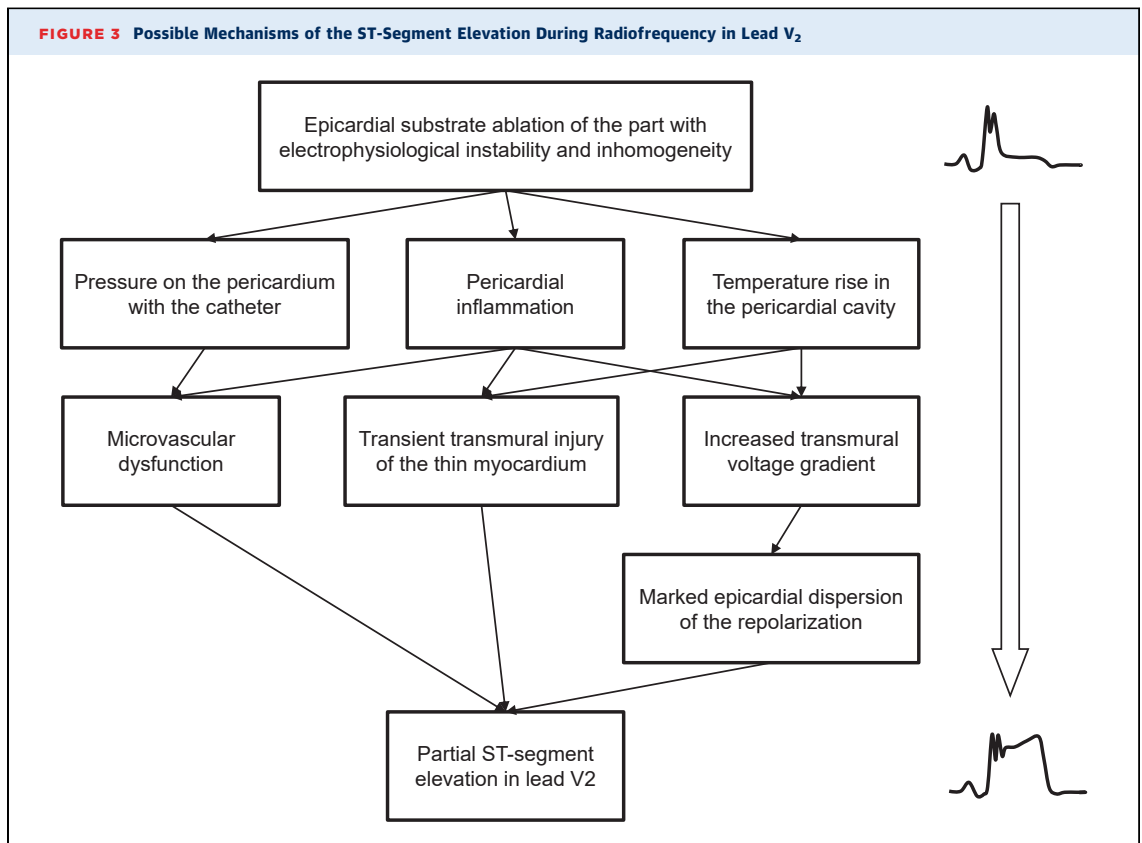 FIGURE 3 Possible Mechanisms of the ST-Segment Elevation During Radiofrequency in Lead V₂
Epicardial substrate ablation of the part with
electrophysiological instability and inhomogeneity
Pressure on the pericardium
with the catheter
Pericardial
inflammation
Temperature rise in
the pericardial cavity
Microvascular
dysfunction
Transient transmural injury
of the thin myocardium
Increased transmural
voltage gradient
Marked epicardial dispersion
of the repolarization
Partial ST-segment
elevation in lead V2